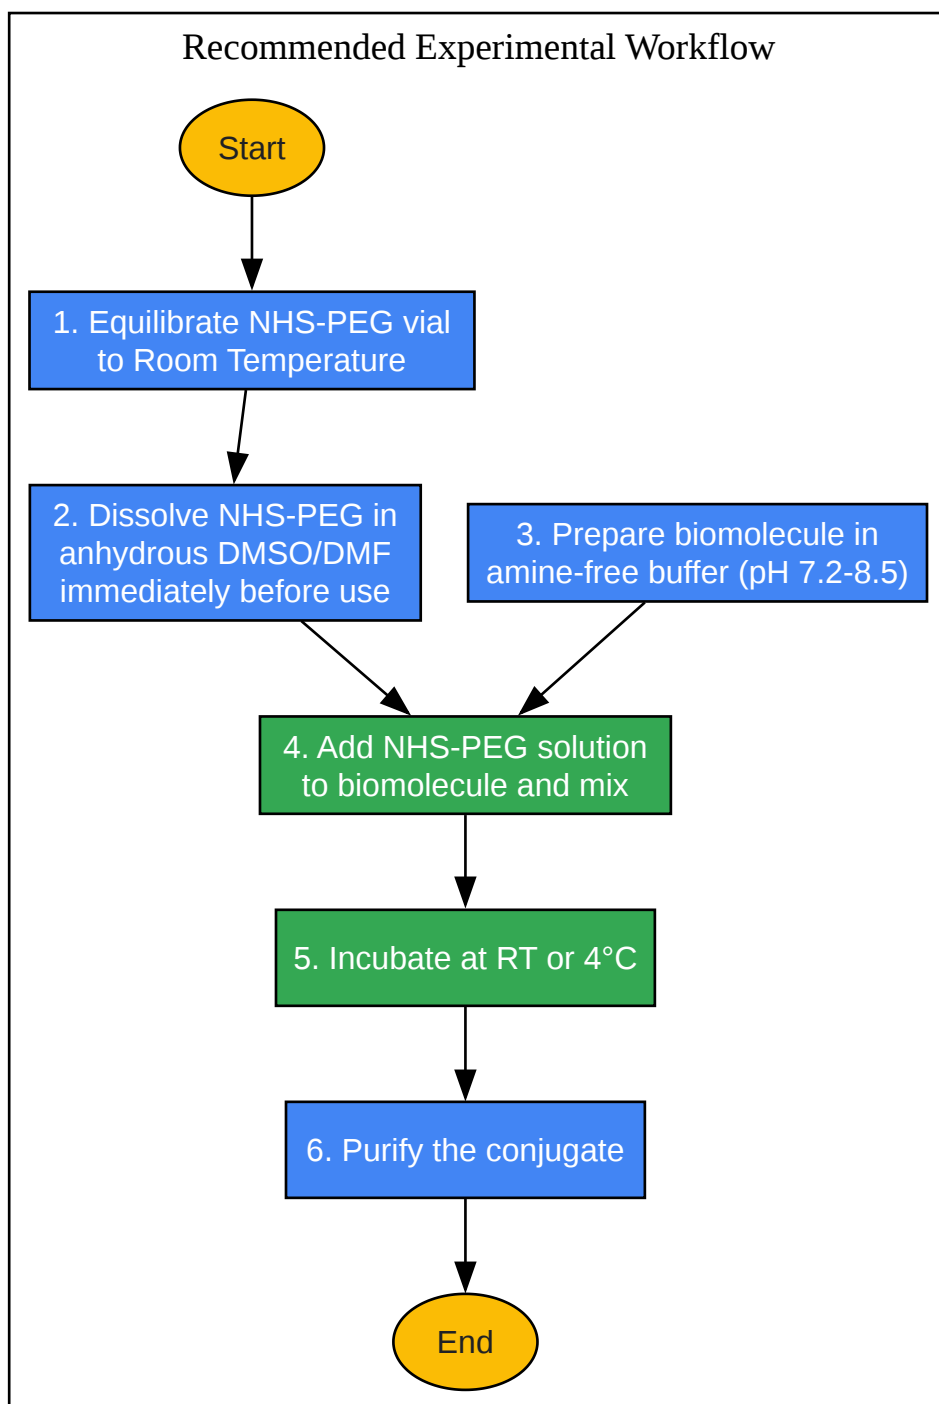 Recommended Experimental Workflow
Start
1. Equilibrate NHS-PEG vial
to Room Temperature
2. Dissolve NHS-PEG in
anhydrous DMSO/DMF
immediately before use
3. Prepare biomolecule in
amine-free buffer (pH 7.2-8.5)
4. Add NHS-PEG solution
to biomolecule and mix
5. Incubate at RT or 4°C
6. Purify the conjugate
End